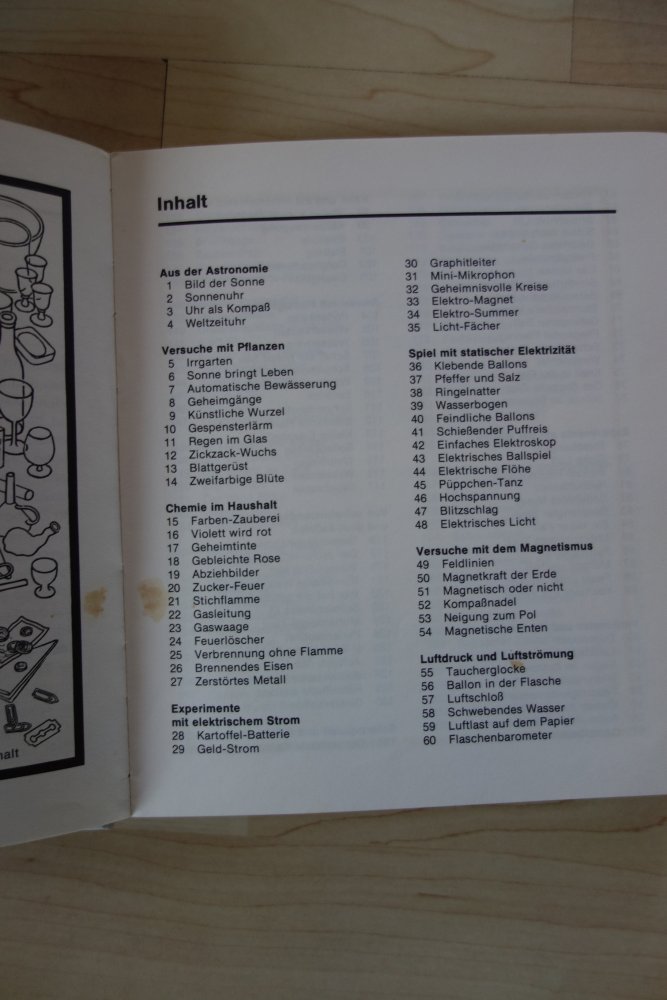 Inhalt
Aus der Astronomie
1 Bild der Sonne
2 Sonnenuhr
3 Uhr als Kompaß
4 Weltzeituhr
Versuche mit Pflanzen
5 Irrgarten
6 Sonne bringt Leben
7 Automatische Bewässerung
8 Geheimgänge
9 Künstliche Wurzel
10 Gespensterlärm
11 Regen im Glas
12 Zickzack-Wuchs
13 Blattgerüst
14 Zweifarbige Blüte
Chemie im Haushalt
15 Farben-Zauberei
16 Violett wird rot
17 Geheimtinte
18 Gebleichte Rose
19 Abziehbilder
20 Zucker-Feuer
21 Stichflamme
22 Gasleitung
23 Gaswaage
24 Feuerlöscher
25 Verbrennung ohne Flamme
26 Brennendes Eisen
27 Zerstörtes Metall
Experimente
mit elektrischem Strom
28 Kartoffel-Batterie
29 Geld-Strom
30 Graphitleiter
31 Mini-Mikrophon
32 Geheimnisvolle Kreise
33 Elektro-Magnet
34 Elektro-Summer
35 Licht-Fächer
Spiel mit statischer Elektrizität
36 Klebende Ballons
37 Pfeffer und Salz
38 Ringelnatter
39 Wasserbogen
40 Feindliche Ballons
41 Schießender Puffreis
42 Einfaches Elektroskop
43 Elektrisches Ballspiel
44 Elektrische Flöhe
45 Püppchen-Tanz
46 Hochspannung
47 Blitzschlag
48 Elektrisches Licht
Versuche mit dem Magnetismus
49 Feldlinien
50 Magnetkraft der Erde
51 Magnetisch oder nicht
52 Kompaßnadel
53 Neigung zum Pol
54 Magnetische Enten
Luftdruck und Luftströmung
55 Taucherglocke
56 Ballon in der Flasche
57 Luftschloß
58 Schwebendes Wasser
59 Luftlast auf dem Papier
60 Flaschenbarometer
halt